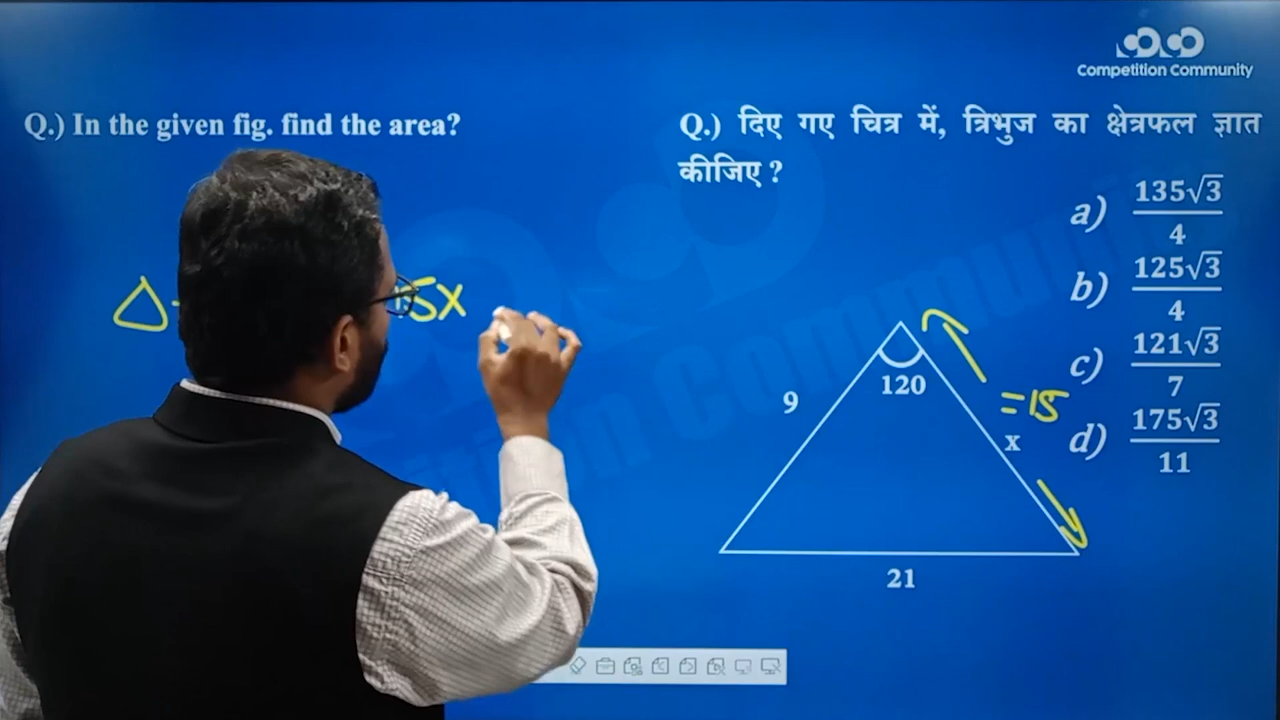 Competition Community
Q.) In the given fig. find the area?
Q.) दिए गए चित्र में, त्रिभुज का क्षेत्रफल ज्ञात
कीजिए ?
a) 135√3
4
b) 125√3
4
c) 121√3
7
d) 175√3
11
15x
120
9
=15
x
21